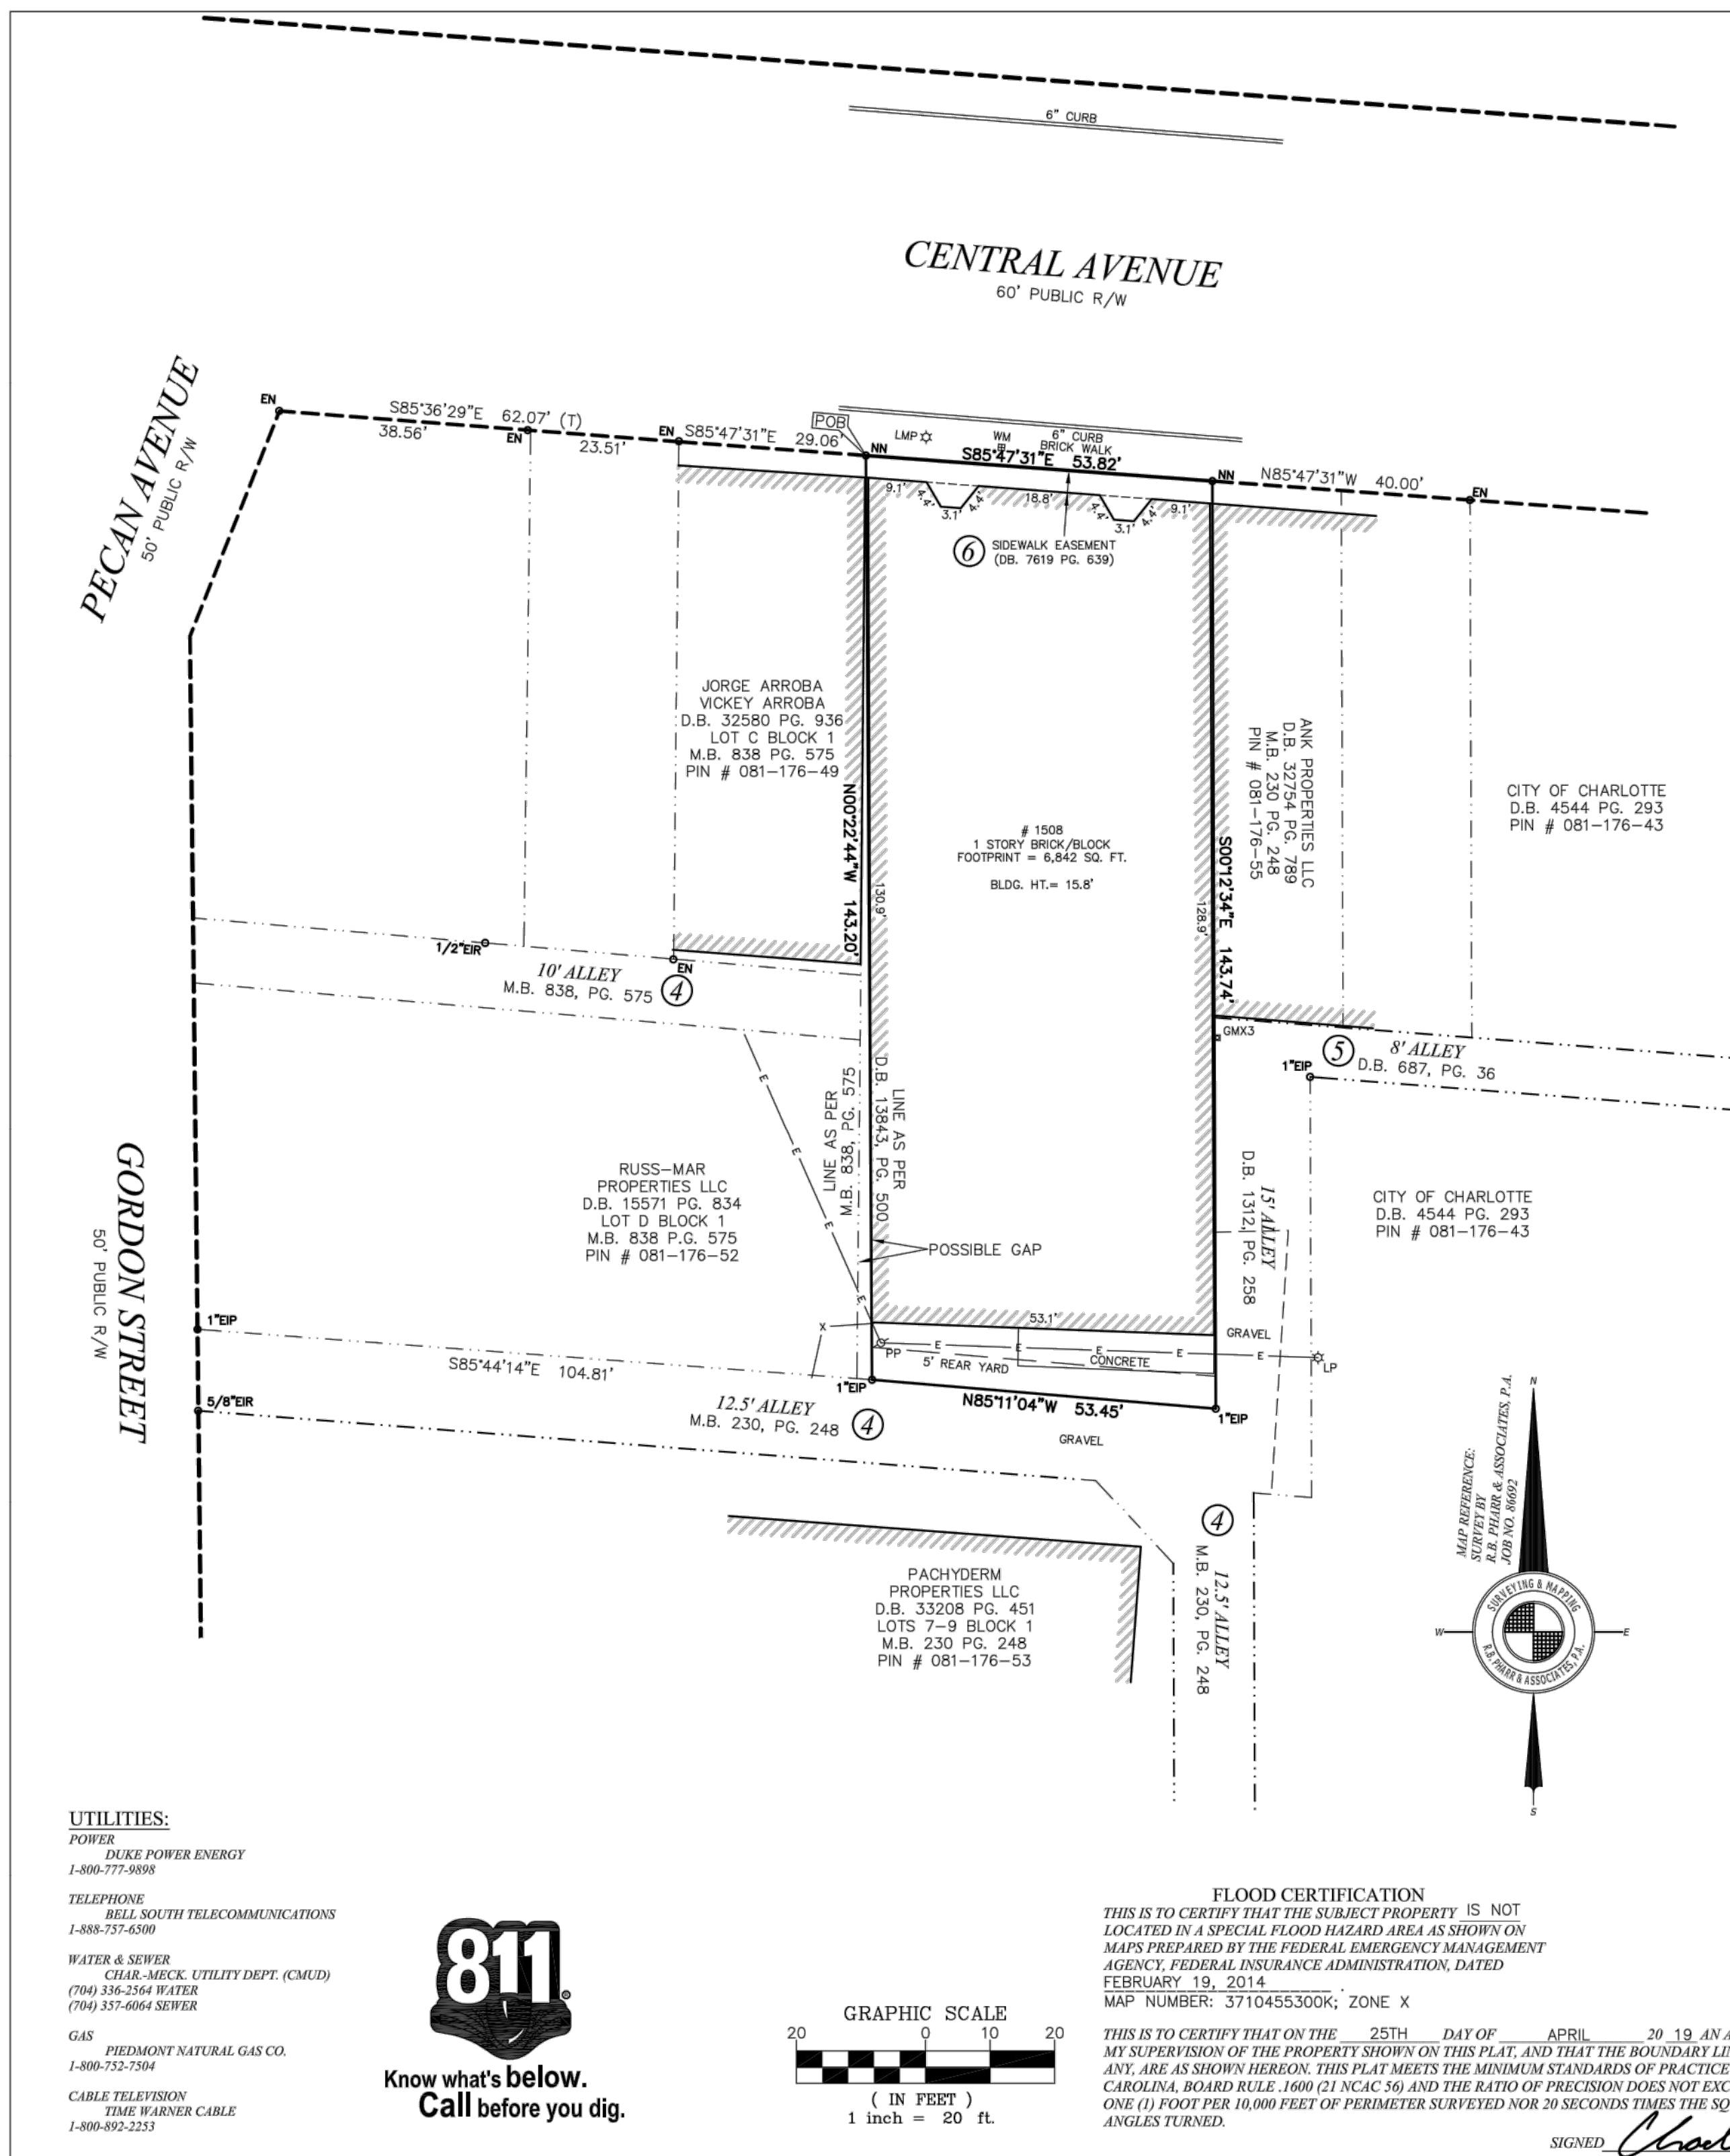 6" CURB
CENTRAL AVENUE
60' PUBLIC R/W
PECAN AVENUE
50' PUBLIC R/W
EN
S85°36'29"E 62.07' (T)
38.56'
EN
23.51'
EN
S85°47'31"E 29.06'
POB
NN
LMP
WM
6" CURB
BRICK WALK
S85°47'31"E 53.82'
NN
N85°47'31"W 40.00'
EN
9.1'
4.4'
3.1'
4.4'
18.8'
4.4'
3.1'
4.4'
9.1'
6
SIDEWALK EASEMENT
(DB. 7619 PG. 639)
JORGE ARROBA
VICKEY ARROBA
D.B. 32580 PG. 936
LOT C BLOCK 1
M.B. 838 PG. 575
PIN # 081-176-49
N00°22'44"W 143.20'
130.9'
# 1508
1 STORY BRICK/BLOCK
FOOTPRINT = 6,842 SQ. FT.
BLDG. HT.= 15.8'
128.9'
S00°12'34"E 143.74'
ANK PROPERTIES LLC
D.B. 32754 PG. 789
M.B. 230 PG. 248
PIN # 081-176-55
CITY OF CHARLOTTE
D.B. 4544 PG. 293
PIN # 081-176-43
1/2"EIR
10' ALLEY
M.B. 838, PG. 575
4
EN
GMX3
5
8' ALLEY
D.B. 687, PG. 36
1"EIP
LINE AS PER
M.B. 838, PG. 575
LINE AS PER
D.B. 13843, PG. 500
E
E
E
E
RUSS-MAR
PROPERTIES LLC
D.B. 15571 PG. 834
LOT D BLOCK 1
M.B. 838 P.G. 575
PIN # 081-176-52
POSSIBLE GAP
15' ALLEY
D.B. 1312, PG. 258
CITY OF CHARLOTTE
D.B. 4544 PG. 293
PIN # 081-176-43
GORDON STREET
50' PUBLIC R/W
1"EIP
S85°44'14"E 104.81'
X
53.1'
GRAVEL
PP
E
E
E
E
E
LP
5' REAR YARD
CONCRETE
1"EIP
N85°11'04"W 53.45'
1"EIP
5/8"EIR
12.5' ALLEY
M.B. 230, PG. 248
4
GRAVEL
4
12.5' ALLEY
M.B. 230, PG. 248
PACHYDERM
PROPERTIES LLC
D.B. 33208 PG. 451
LOTS 7-9 BLOCK 1
M.B. 230 PG. 248
PIN # 081-176-53
MAP REFERENCE:
SURVEY BY
R.B. PHARR & ASSOCIATES, P.A.
JOB NO. 86692
N
W
E
S
SURVEYING & MAPPING
R.B. PHARR & ASSOCIATES, P.A.
UTILITIES:
POWER
DUKE POWER ENERGY
1-800-777-9898
TELEPHONE
BELL SOUTH TELECOMMUNICATIONS
1-888-757-6500
WATER & SEWER
CHAR.-MECK. UTILITY DEPT. (CMUD)
(704) 336-2564 WATER
(704) 357-6064 SEWER
GAS
PIEDMONT NATURAL GAS CO.
1-800-752-7504
CABLE TELEVISION
TIME WARNER CABLE
1-800-892-2253
811®
Know what's below.
Call before you dig.
GRAPHIC SCALE
20 0 10 20
( IN FEET )
1 inch = 20 ft.
FLOOD CERTIFICATION
THIS IS TO CERTIFY THAT THE SUBJECT PROPERTY IS NOT
LOCATED IN A SPECIAL FLOOD HAZARD AREA AS SHOWN ON
MAPS PREPARED BY THE FEDERAL EMERGENCY MANAGEMENT
AGENCY, FEDERAL INSURANCE ADMINISTRATION, DATED
FEBRUARY 19, 2014 .
MAP NUMBER: 3710455300K; ZONE X
THIS IS TO CERTIFY THAT ON THE 25TH DAY OF APRIL 20 19 AN A
MY SUPERVISION OF THE PROPERTY SHOWN ON THIS PLAT, AND THAT THE BOUNDARY LI
ANY, ARE AS SHOWN HEREON. THIS PLAT MEETS THE MINIMUM STANDARDS OF PRACTICE
CAROLINA, BOARD RULE .1600 (21 NCAC 56) AND THE RATIO OF PRECISION DOES NOT EXC
ONE (1) FOOT PER 10,000 FEET OF PERIMETER SURVEYED NOR 20 SECONDS TIMES THE SQ
ANGLES TURNED.
SIGNED